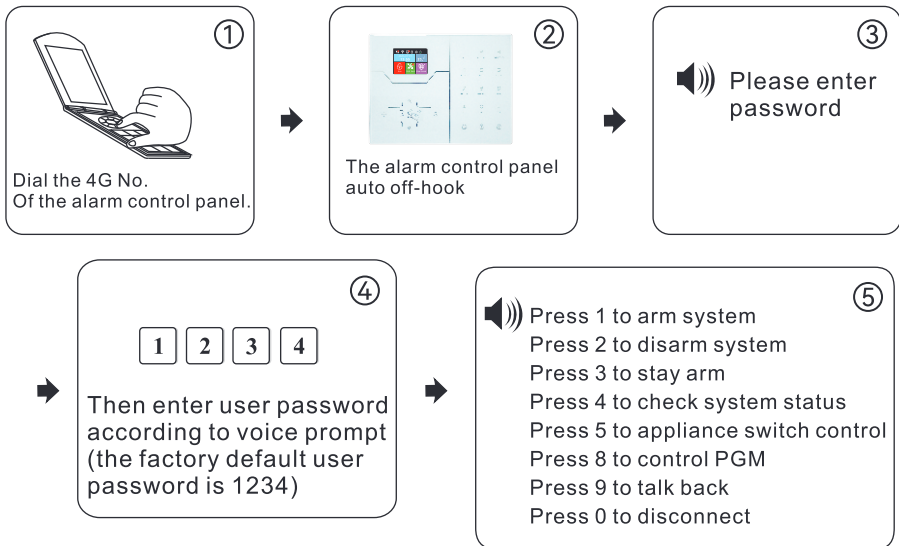 ①
Dial the 4G No.
Of the alarm control panel.
②
The alarm control panel
auto off-hook
③
Please enter
password
④
1 2 3 4
Then enter user password
according to voice prompt
(the factory default user
password is 1234)
⑤
Press 1 to arm system
Press 2 to disarm system
Press 3 to stay arm
Press 4 to check system status
Press 5 to appliance switch control
Press 8 to control PGM
Press 9 to talk back
Press 0 to disconnect